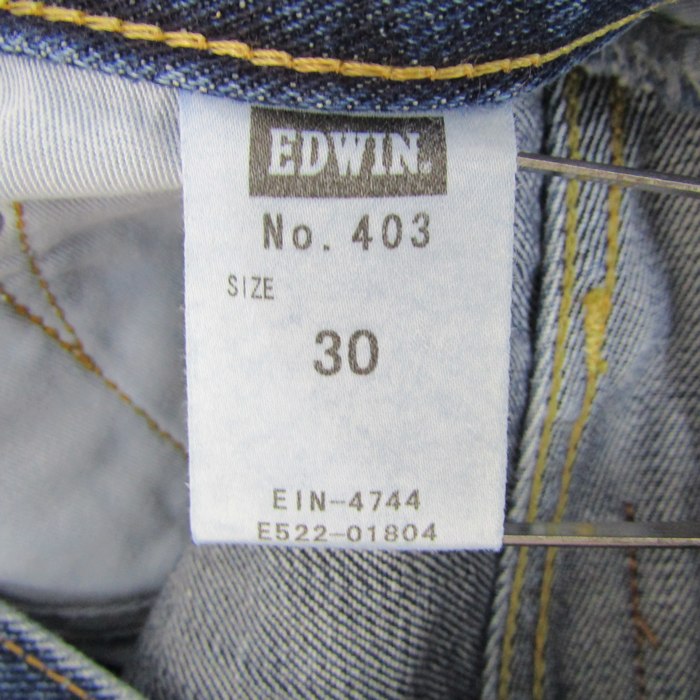 EDWIN.
No. 403
SIZE
30
EIN-4744
E522-01804